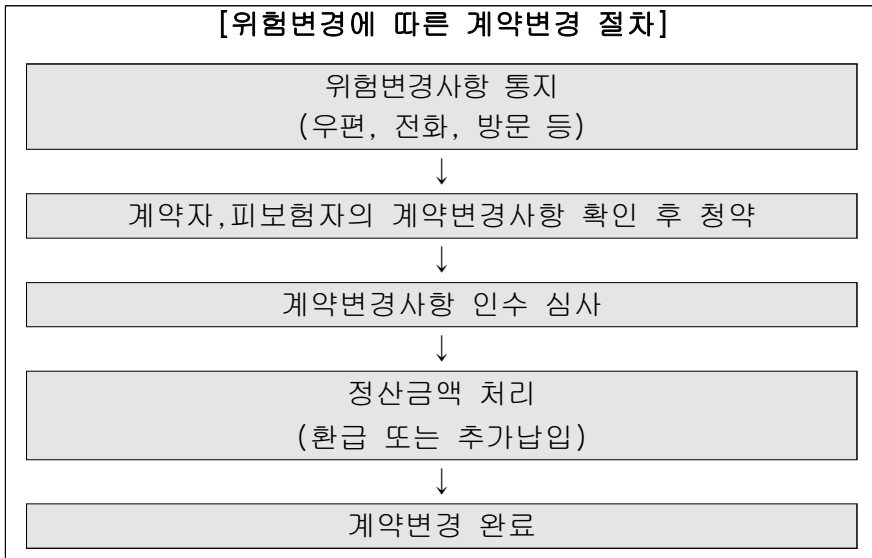 [위험변경에 따른 계약변경 절차]
위험변경사항 통지
(우편, 전화, 방문 등)
↓
계약자,피보험자의 계약변경사항 확인 후 청약
↓
계약변경사항 인수 심사
↓
정산금액 처리
(환급 또는 추가납입)
↓
계약변경 완료